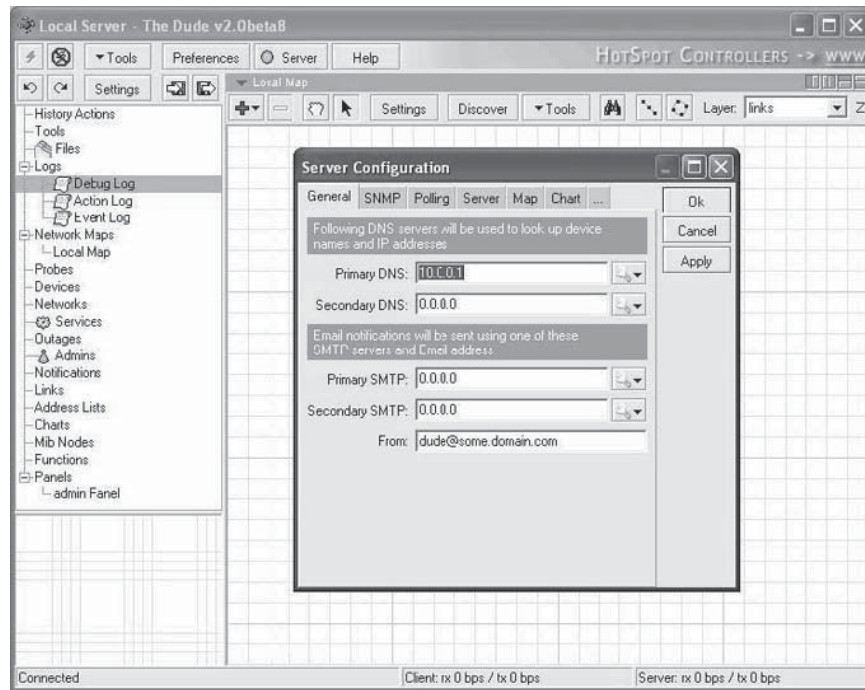 Local Server - The Dude v2.0beta8
Tools Preferences Server Help HotSpot Controllers -> www
Settings
Local Map
Settings Discover Tools Layer: links Z
History Actions
Tools
Files
Logs
Debug Log
Action Log
Event Log
Network Maps
Local Map
Probes
Devices
Networks
Services
Outages
Admins
Notifications
Links
Address Lists
Charts
Mib Nodes
Functions
Panels
admin Panel
Server Configuration
General SNMP Polling Server Map Chart ...
Ok
Cancel
Apply
Following DNS servers will be used to look up device
names and IP addresses
Primary DNS: 10.0.0.1
Secondary DNS: 0.0.0.0
Email notifications will be sent using one of these
SMTP servers and Email address
Primary SMTP: 0.0.0.0
Secondary SMTP: 0.0.0.0
From: dude@some.domain.com
Connected Client: rx 0 bps / tx 0 bps Server: rx 0 bps / tx 0 bps